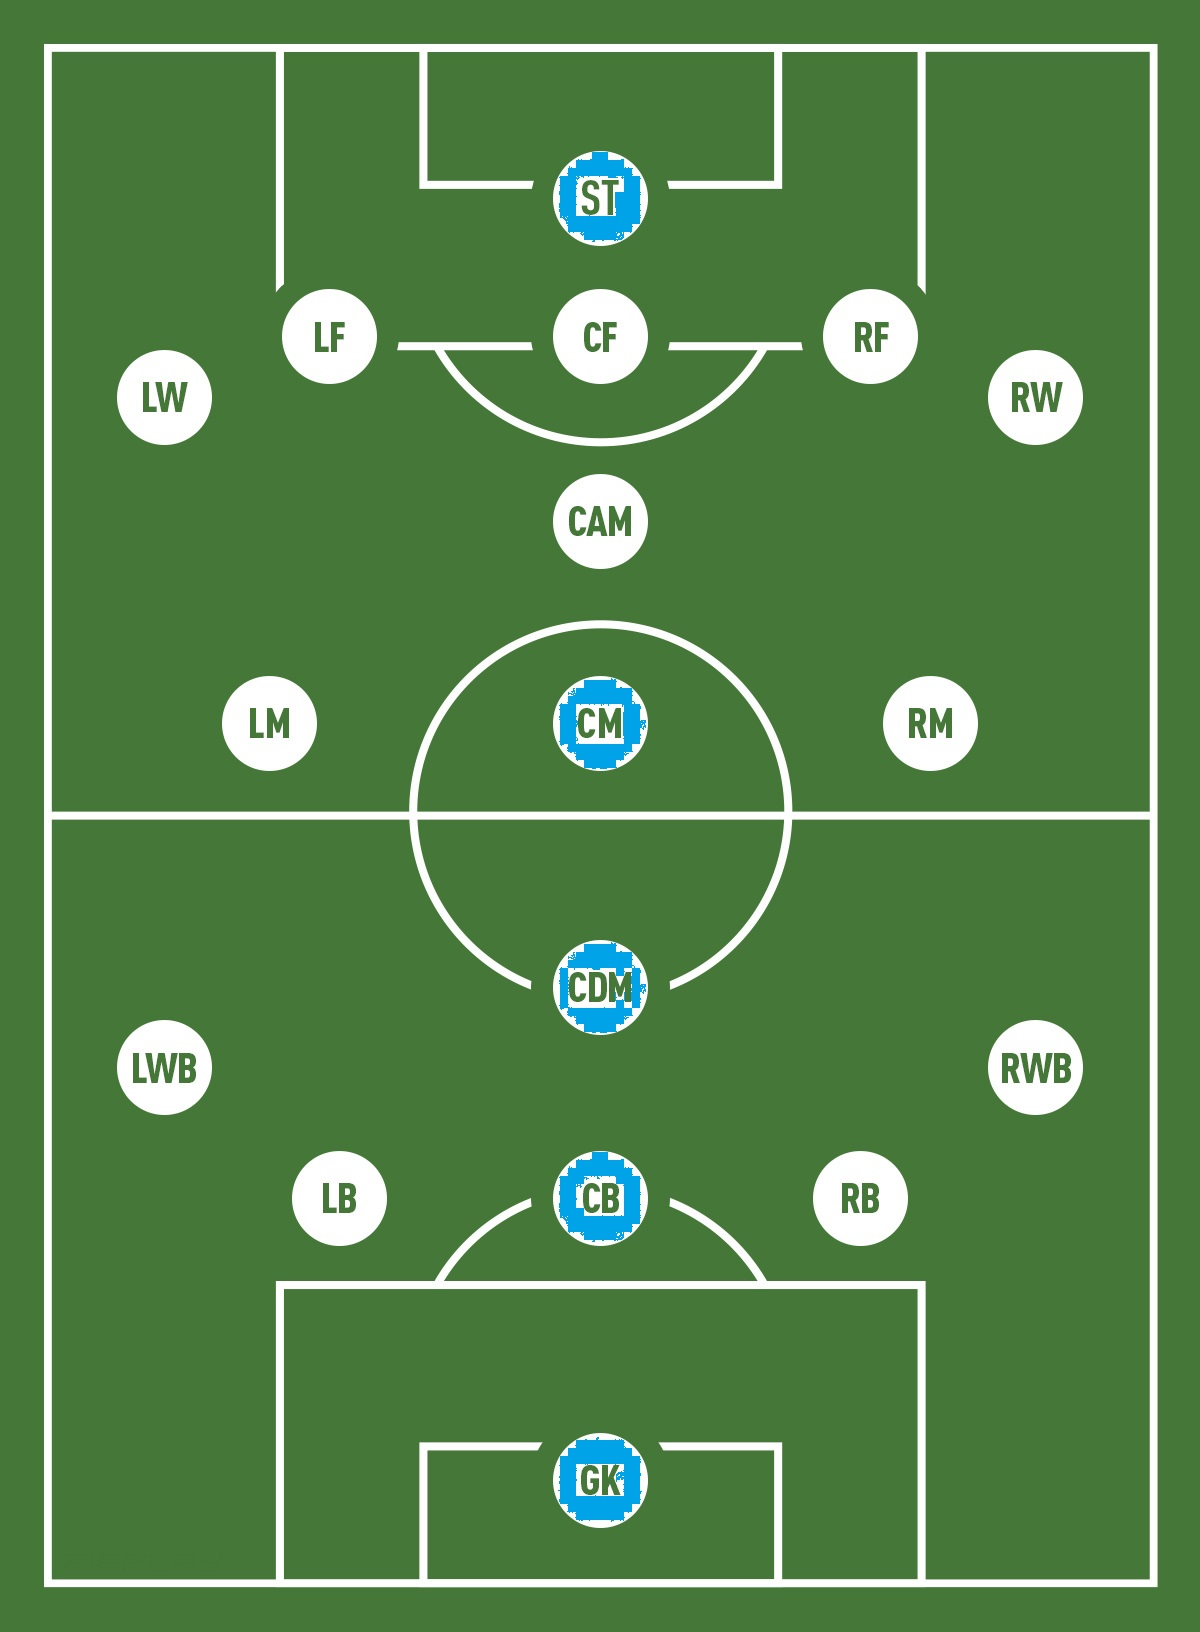 ST
LF CF RF
LW RW
CAM
LM CM RM
CDM
LWB RWB
LB CB RB
GK